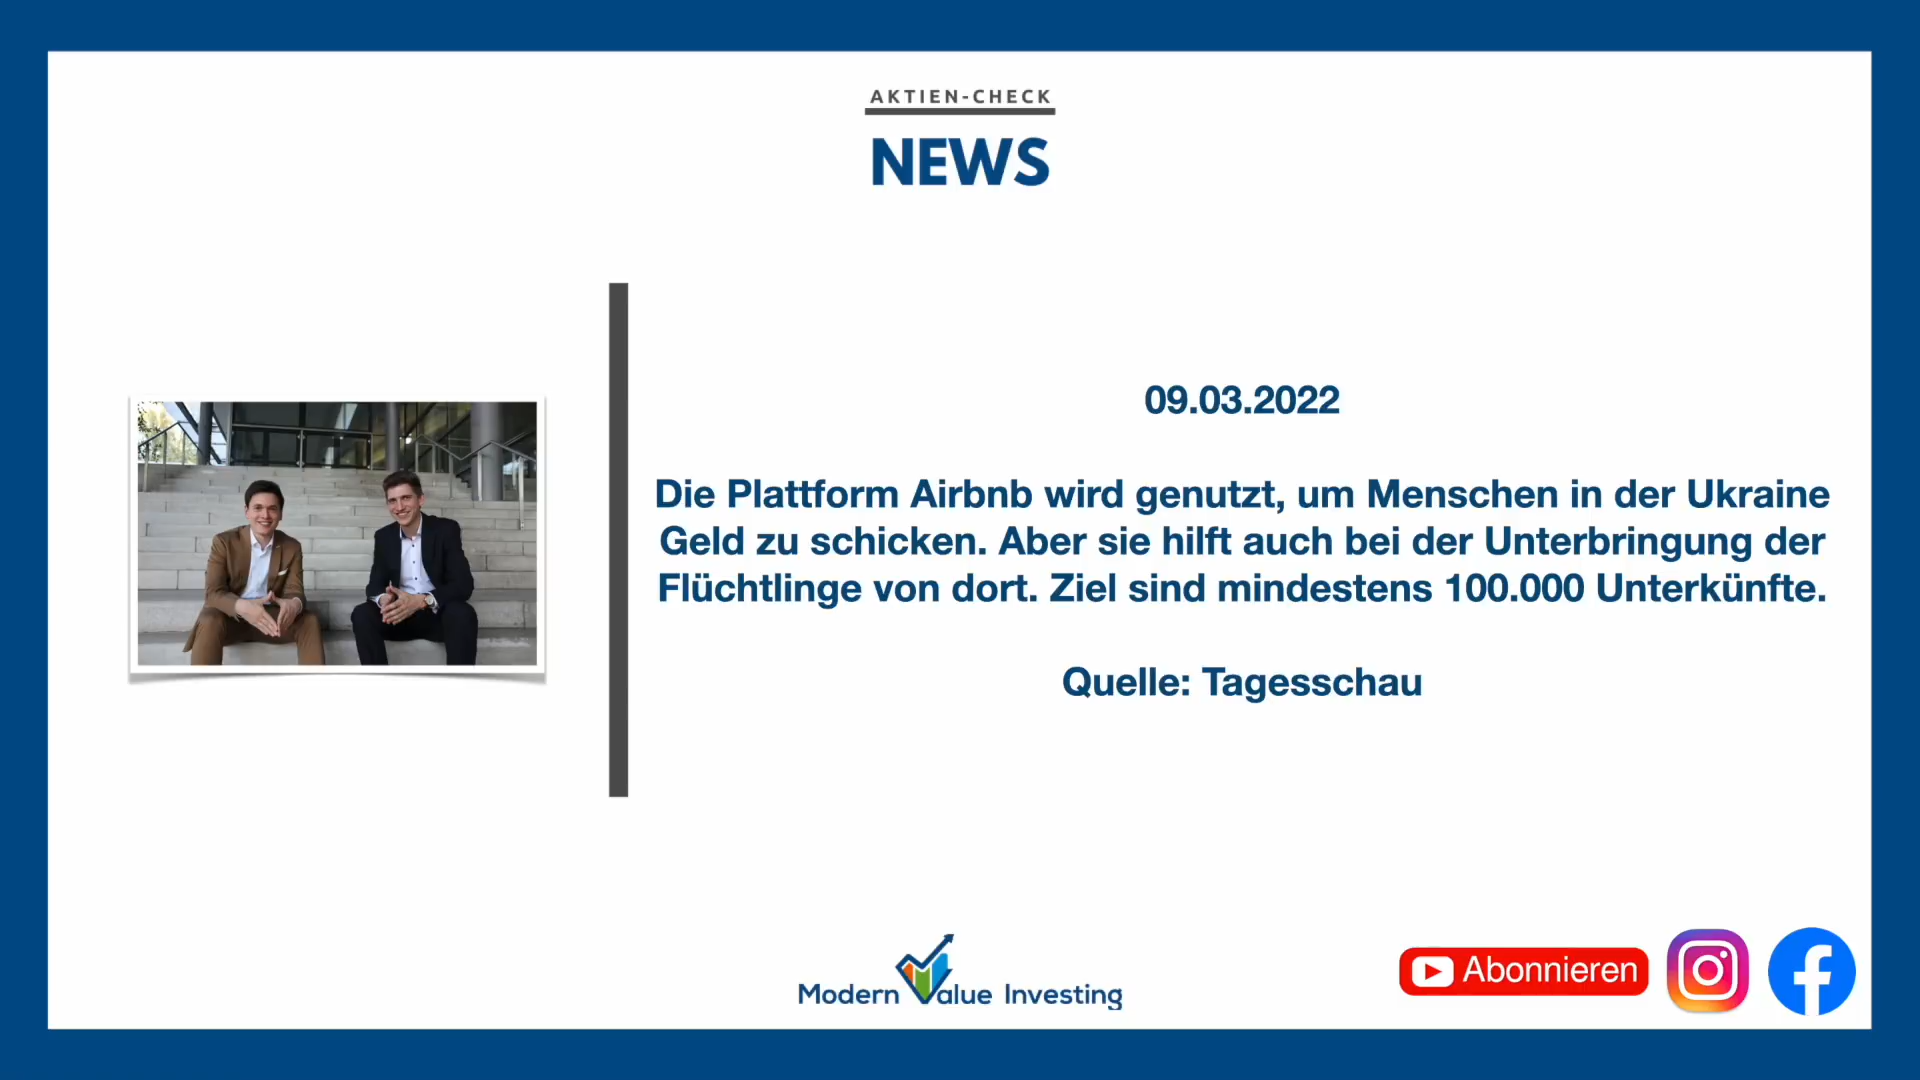 AKTIEN-CHECK
NEWS
09.03.2022
Die Plattform Airbnb wird genutzt, um Menschen in der Ukraine
Geld zu schicken. Aber sie hilft auch bei der Unterbringung der
Flüchtlinge von dort. Ziel sind mindestens 100.000 Unterkünfte.
Quelle: Tagesschau
Modern Value Investing
Abonnieren